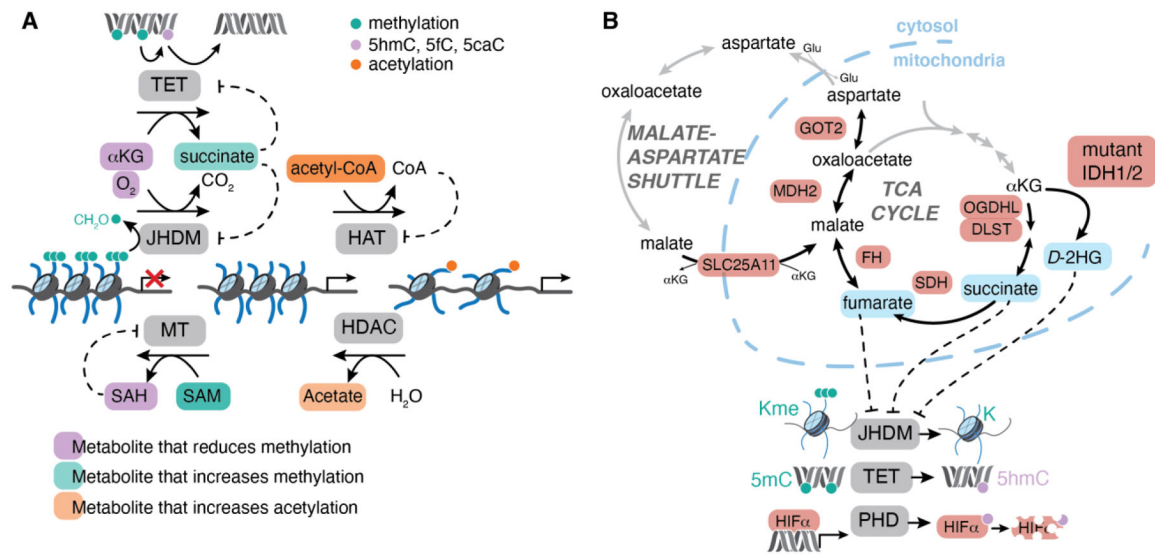 A
methylation
5hmC, 5fC, 5caC
acetylation
TET
αKG
O2
succinate
CO2
acetyl-CoA
CoA
CH2O
JHDM
HAT
MT
HDAC
SAH
SAM
Acetate
H2O
Metabolite that reduces methylation
Metabolite that increases methylation
Metabolite that increases acetylation
B
cytosol
mitochondria
aspartate
Glu
Glu
aspartate
oxaloacetate
GOT2
MALATE-
ASPARTATE
SHUTTLE
oxaloacetate
mutant
IDH1/2
MDH2
TCA
CYCLE
αKG
OGDHL
DLST
malate
malate
SLC25A11
αKG
αKG
FH
D-2HG
SDH
succinate
fumarate
Kme
JHDM
K
5mC
TET
5hmC
HIFα
PHD
HIFα
HIFα